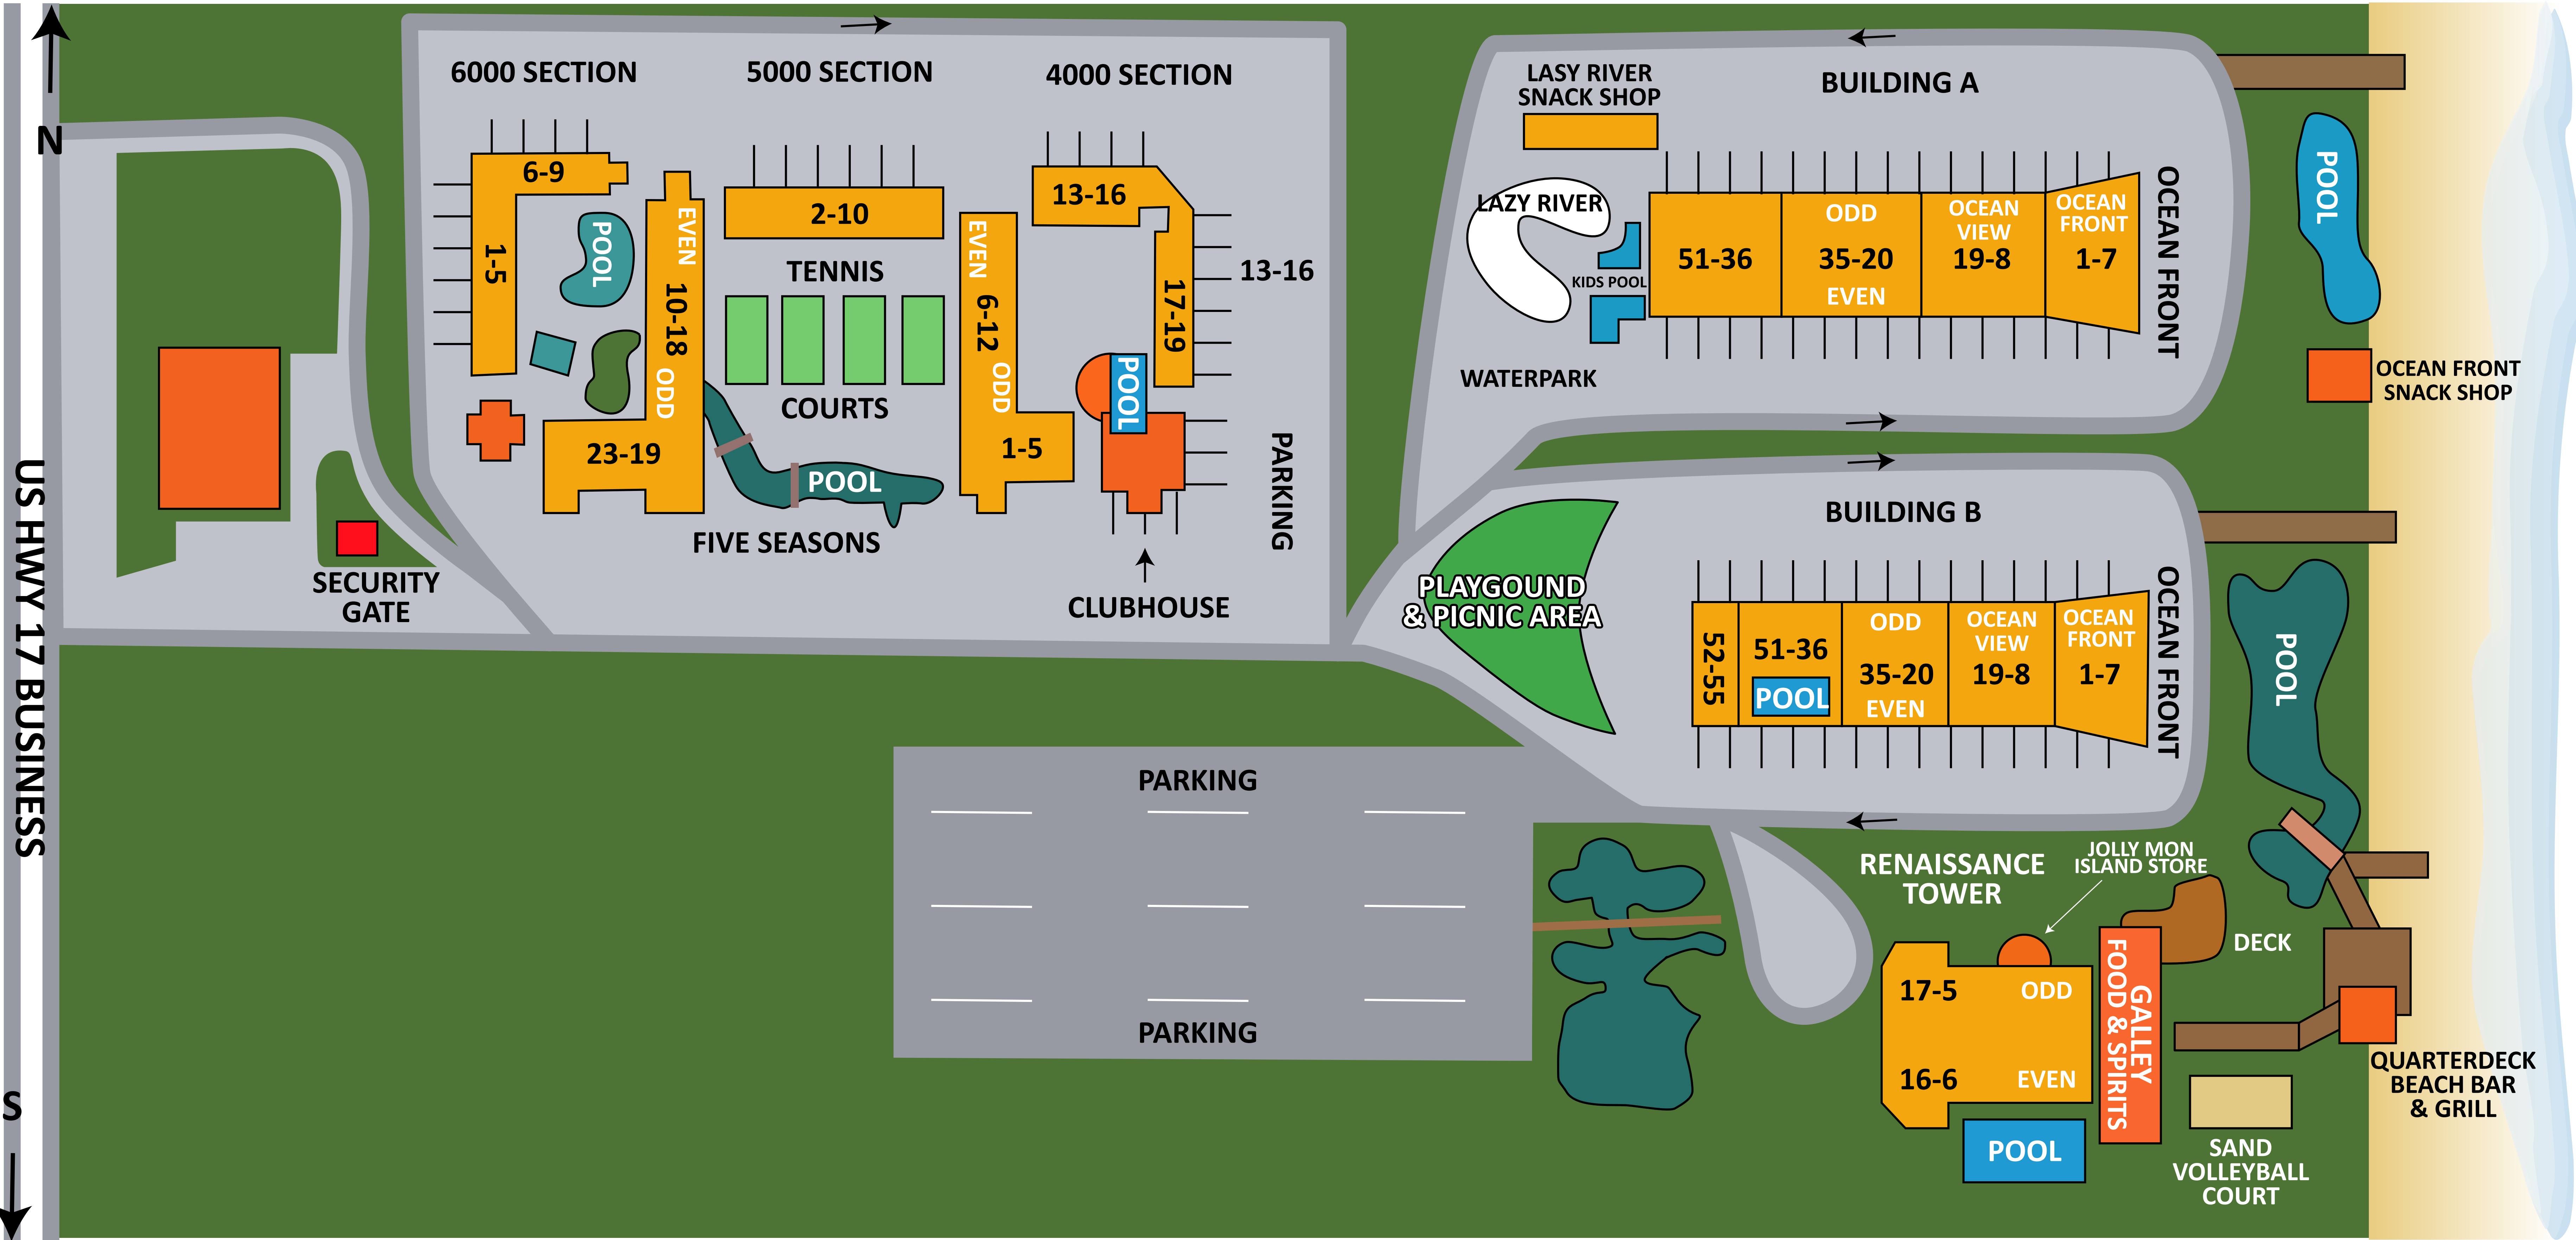 N
US HWY 17 BUSINESS
S
6000 SECTION
5000 SECTION
4000 SECTION
6-9
1-5
POOL
EVEN
10-18
ODD
23-19
2-10
TENNIS
COURTS
POOL
FIVE SEASONS
EVEN
6-12
ODD
1-5
13-16
17-19
13-16
POOL
PARKING
CLUBHOUSE
SECURITY
GATE
LASY RIVER
SNACK SHOP
BUILDING A
LAZY RIVER
KIDS POOL
WATERPARK
51-36
ODD
35-20
EVEN
OCEAN
VIEW
19-8
OCEAN
FRONT
1-7
OCEAN FRONT
POOL
OCEAN FRONT
SNACK SHOP
BUILDING B
PLAYGOUND
& PICNIC AREA
52-55
51-36
POOL
ODD
35-20
EVEN
OCEAN
VIEW
19-8
OCEAN
FRONT
1-7
OCEAN FRONT
POOL
PARKING
PARKING
RENAISSANCE
TOWER
JOLLY MON
ISLAND STORE
17-5
ODD
16-6
EVEN
GALLEY
FOOD & SPIRITS
DECK
POOL
QUARTERDECK
BEACH BAR
& GRILL
SAND
VOLLEYBALL
COURT